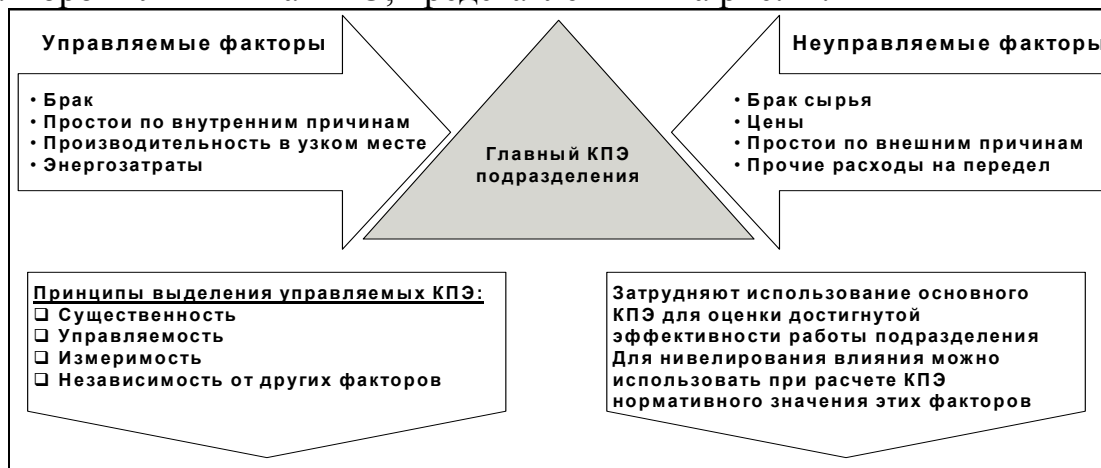 Управляемые факторы
• Брак
• Простои по внутренним причинам
• Производительность в узком месте
• Энергозатраты
Главный КПЭ
подразделения
Неуправляемые факторы
• Брак сырья
• Цены
• Простои по внешним причинам
• Прочие расходы на передел
Принципы выделения управляемых КПЭ:
❑ Существенность
❑ Управляемость
❑ Измеримость
❑ Независимость от других факторов
Затрудняют использование основного
КПЭ для оценки достигнутой
эффективности работы подразделения
Для нивелирования влияния можно
использовать при расчете КПЭ
нормативного значения этих факторов